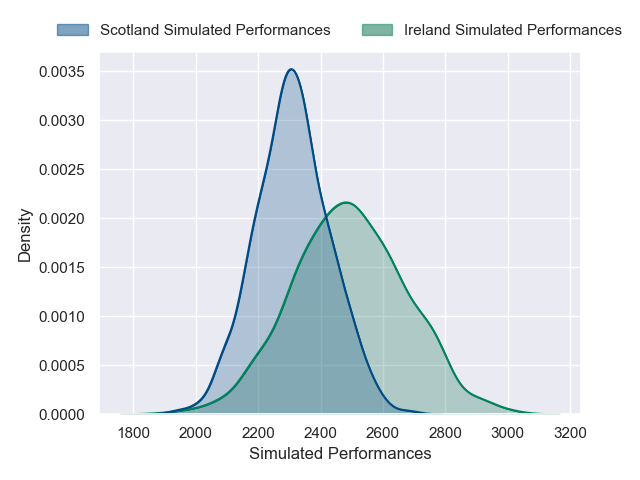 Scotland Simulated Performances Ireland Simulated Performances
0.0035
0.0030
0.0025
0.0020
0.0015
0.0010
0.0005
0.0000
Density
1800 2000 2200 2400 2600 2800 3000 3200
Simulated Performances